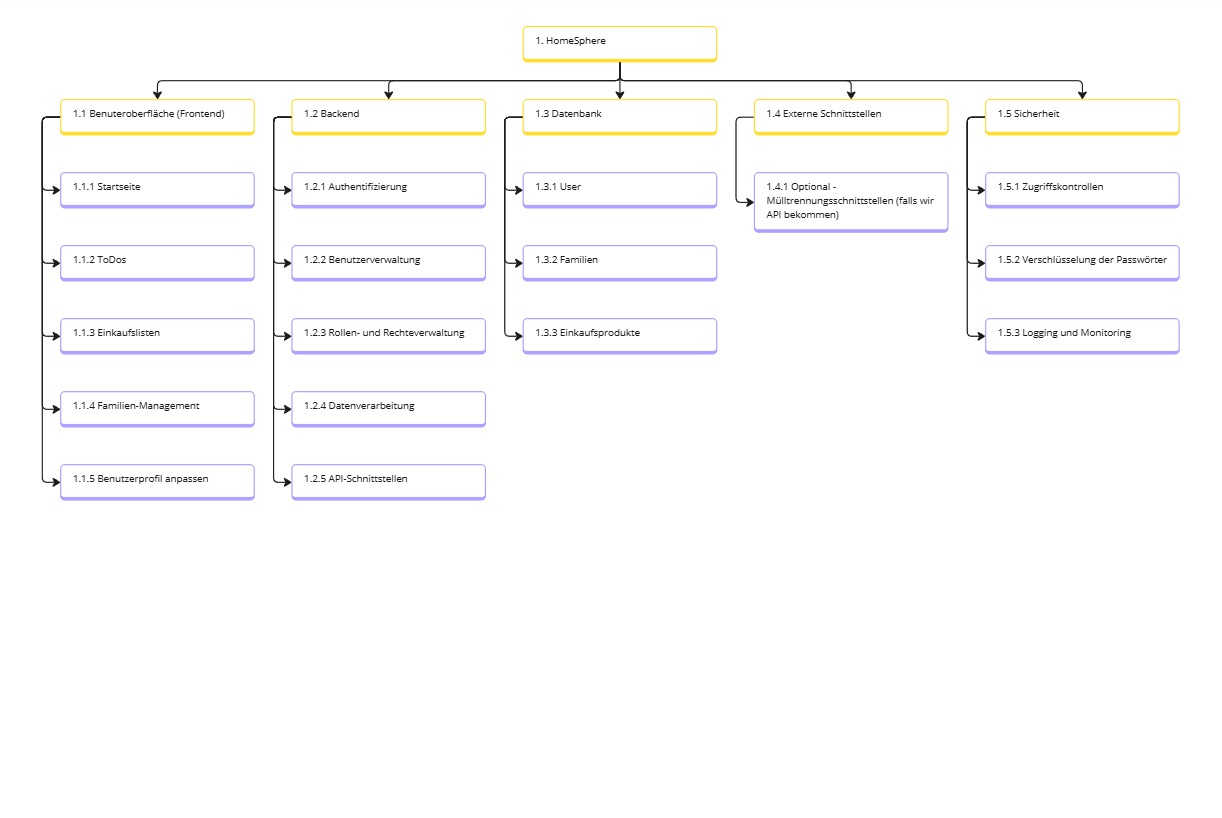 1. HomeSphere
1.1 Benuteroberfläche (Frontend)
1.2 Backend
1.3 Datenbank
1.4 Externe Schnittstellen
1.5 Sicherheit
1.1.1 Startseite
1.2.1 Authentifizierung
1.3.1 User
1.4.1 Optional -
Mülltrennungsschnittstellen (falls wir
API bekommen)
1.5.1 Zugriffskontrollen
1.1.2 ToDos
1.2.2 Benutzerverwaltung
1.3.2 Familien
1.5.2 Verschlüsselung der Passwörter
1.1.3 Einkaufslisten
1.2.3 Rollen- und Rechteverwaltung
1.3.3 Einkaufsprodukte
1.5.3 Logging und Monitoring
1.1.4 Familien-Management
1.2.4 Datenverarbeitung
1.1.5 Benutzerprofil anpassen
1.2.5 API-Schnittstellen